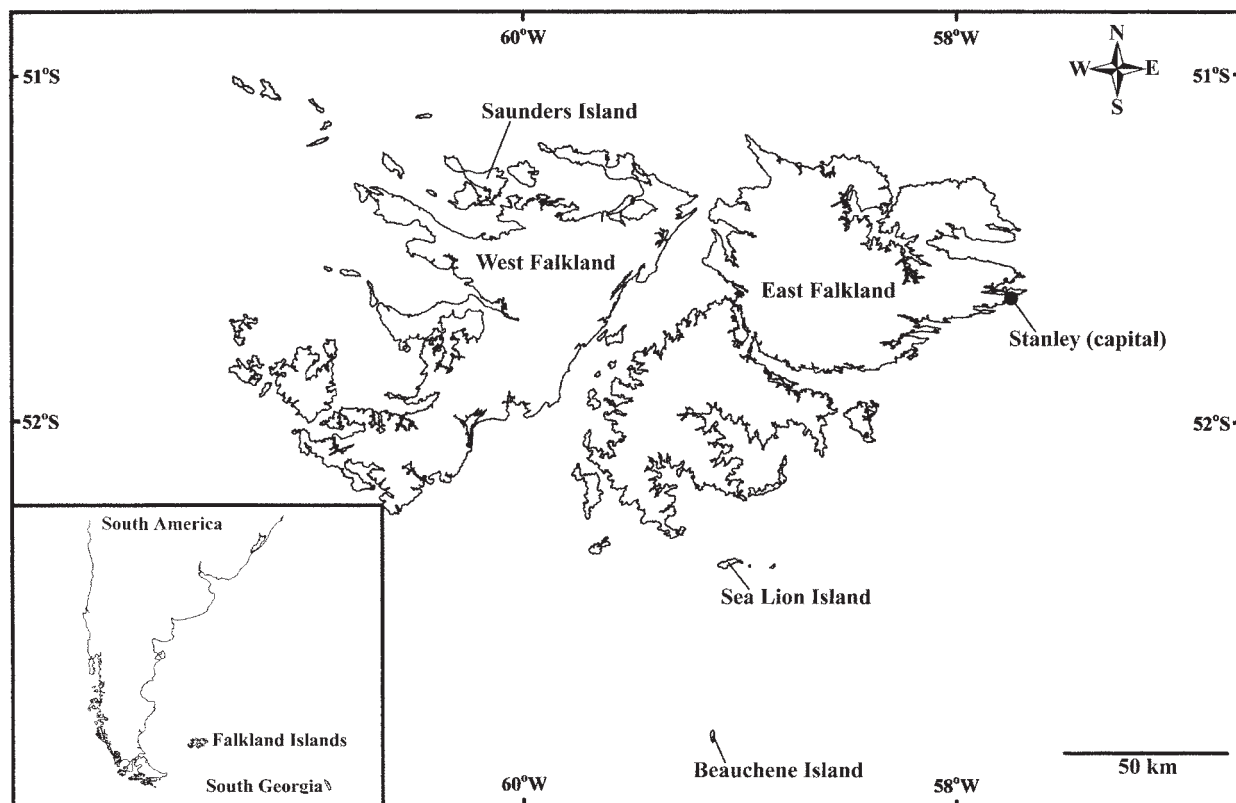 60°W
58°W
51°S
N
W
E
S
51°S
Saunders Island
West Falkland
East Falkland
Stanley (capital)
52°S
52°S
South America
Sea Lion Island
Falkland Islands
Beauchene Island
50 km
South Georgia
60°W
58°W